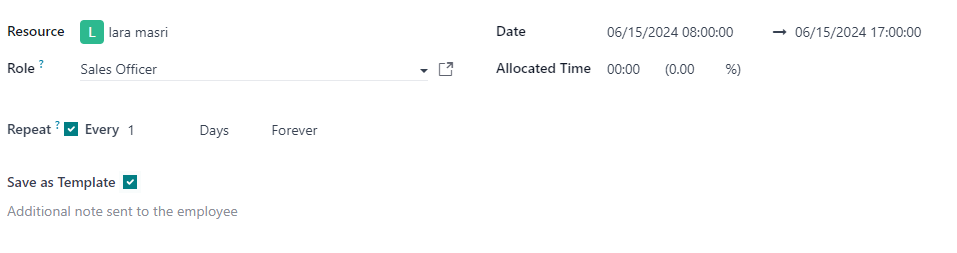 Resource L lara masri Date 06/15/2024 08:00:00 → 06/15/2024 17:00:00
Role ? Sales Officer Allocated Time 00:00 (0.00 %)
Repeat ? Every 1 Days Forever
Save as Template
Additional note sent to the employee